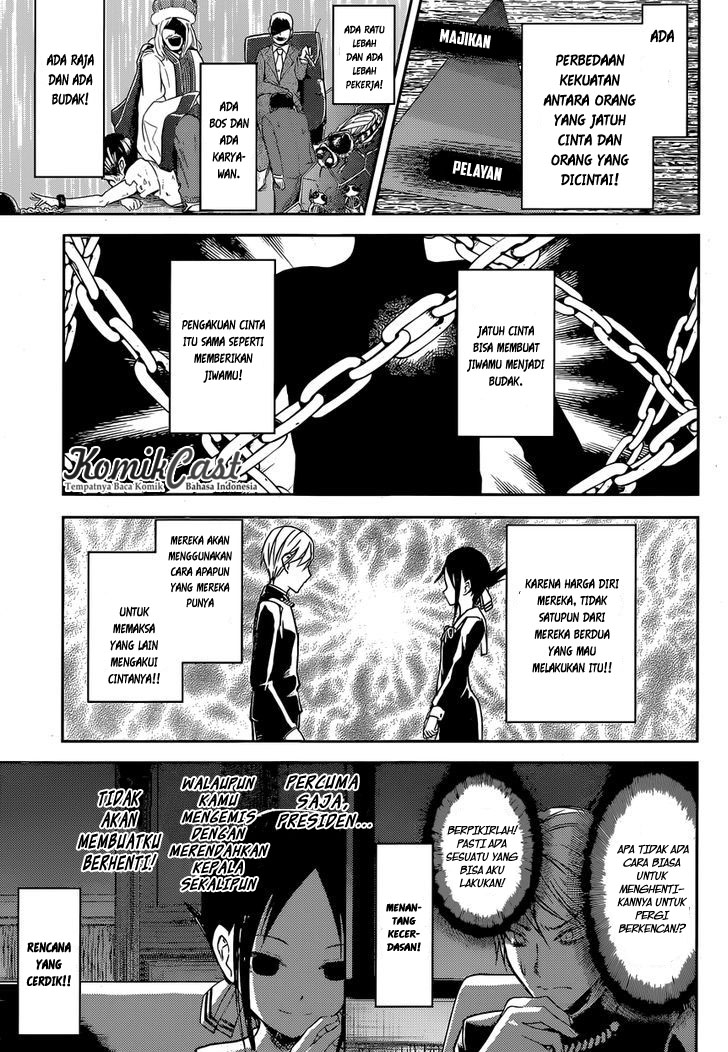 ADA
PERBEDAAN
KEKUATAN
ANTARA ORANG
YANG JATUH
CINTA DAN
ORANG YANG
DICINTAI!
MAJIKAN
PELAYAN
ADA RATU
LEBAH
DAN ADA
LEBAH
PEKERJA!
ADA
BOS DAN
ADA
KARYA-
WAN.
ADA RAJA
DAN ADA
BUDAK!
JATUH CINTA
BISA MEMBUAT
JIWAMU MENJADI
BUDAK.
PENGAKUAN CINTA
ITU SAMA SEPERTI
MEMBERIKAN
JIWAMU!
KomikCast
Tempatnya Baca Komik Bahasa Indonesia
KARENA HARGA DIRI
MEREKA, TIDAK
SATUPUN DARI
MEREKA BERDUA
YANG MAU
MELAKUKAN ITU!!
MEREKA AKAN
MENGGUNAKAN
CARA APAPUN
YANG MEREKA
PUNYA
UNTUK
MEMAKSA
YANG LAIN
MENGAKUI
CINTANYA!!
APA TIDAK ADA
CARA BIASA
UNTUK
MENGHENTI-
KANNYA UNTUK
PERGI
BERKENCAN!?
BERPIKIRLAH!
PASTI ADA
SESUATU YANG
BISA AKU
LAKUKAN!
MENAN-
TANG
KECER-
DASAN!
PERCUMA
SAJA,
PRESIDEN...
WALAUPUN
KAMU
MENGEMIS
DENGAN
MERENDAHKAN
KEPALA
SEKALIPUN
TIDAK
AKAN
MEMBUATKU
BERHENTI!
RENCANA
YANG
CERDIK!!